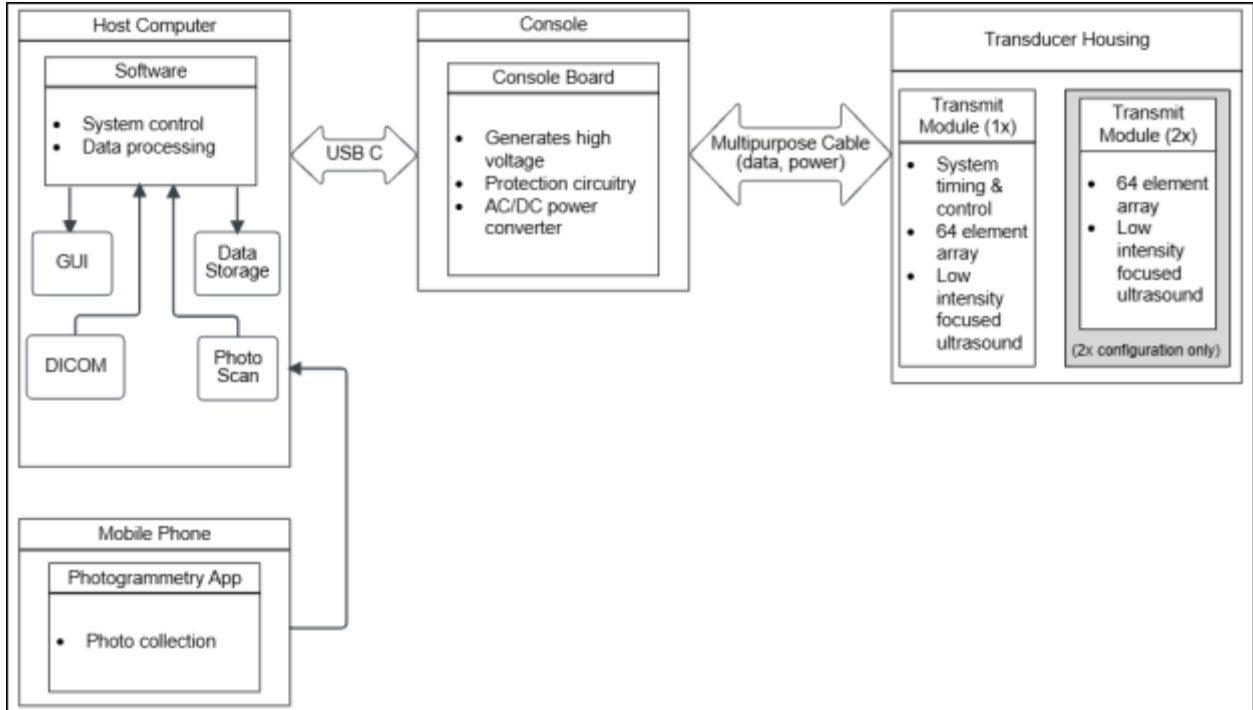 Host Computer
Software
• System control
• Data processing
GUI
Data
Storage
DICOM
Photo
Scan
USB C
Console
Console Board
• Generates high
voltage
• Protection circuitry
• AC/DC power
converter
Multipurpose Cable
(data, power)
Transducer Housing
Transmit
Module (1x)
• System
timing &
control
• 64 element
array
• Low
intensity
focused
ultrasound
Transmit
Module (2x)
• 64 element
array
• Low
intensity
focused
ultrasound
(2x configuration only)
Mobile Phone
Photogrammetry App
• Photo collection